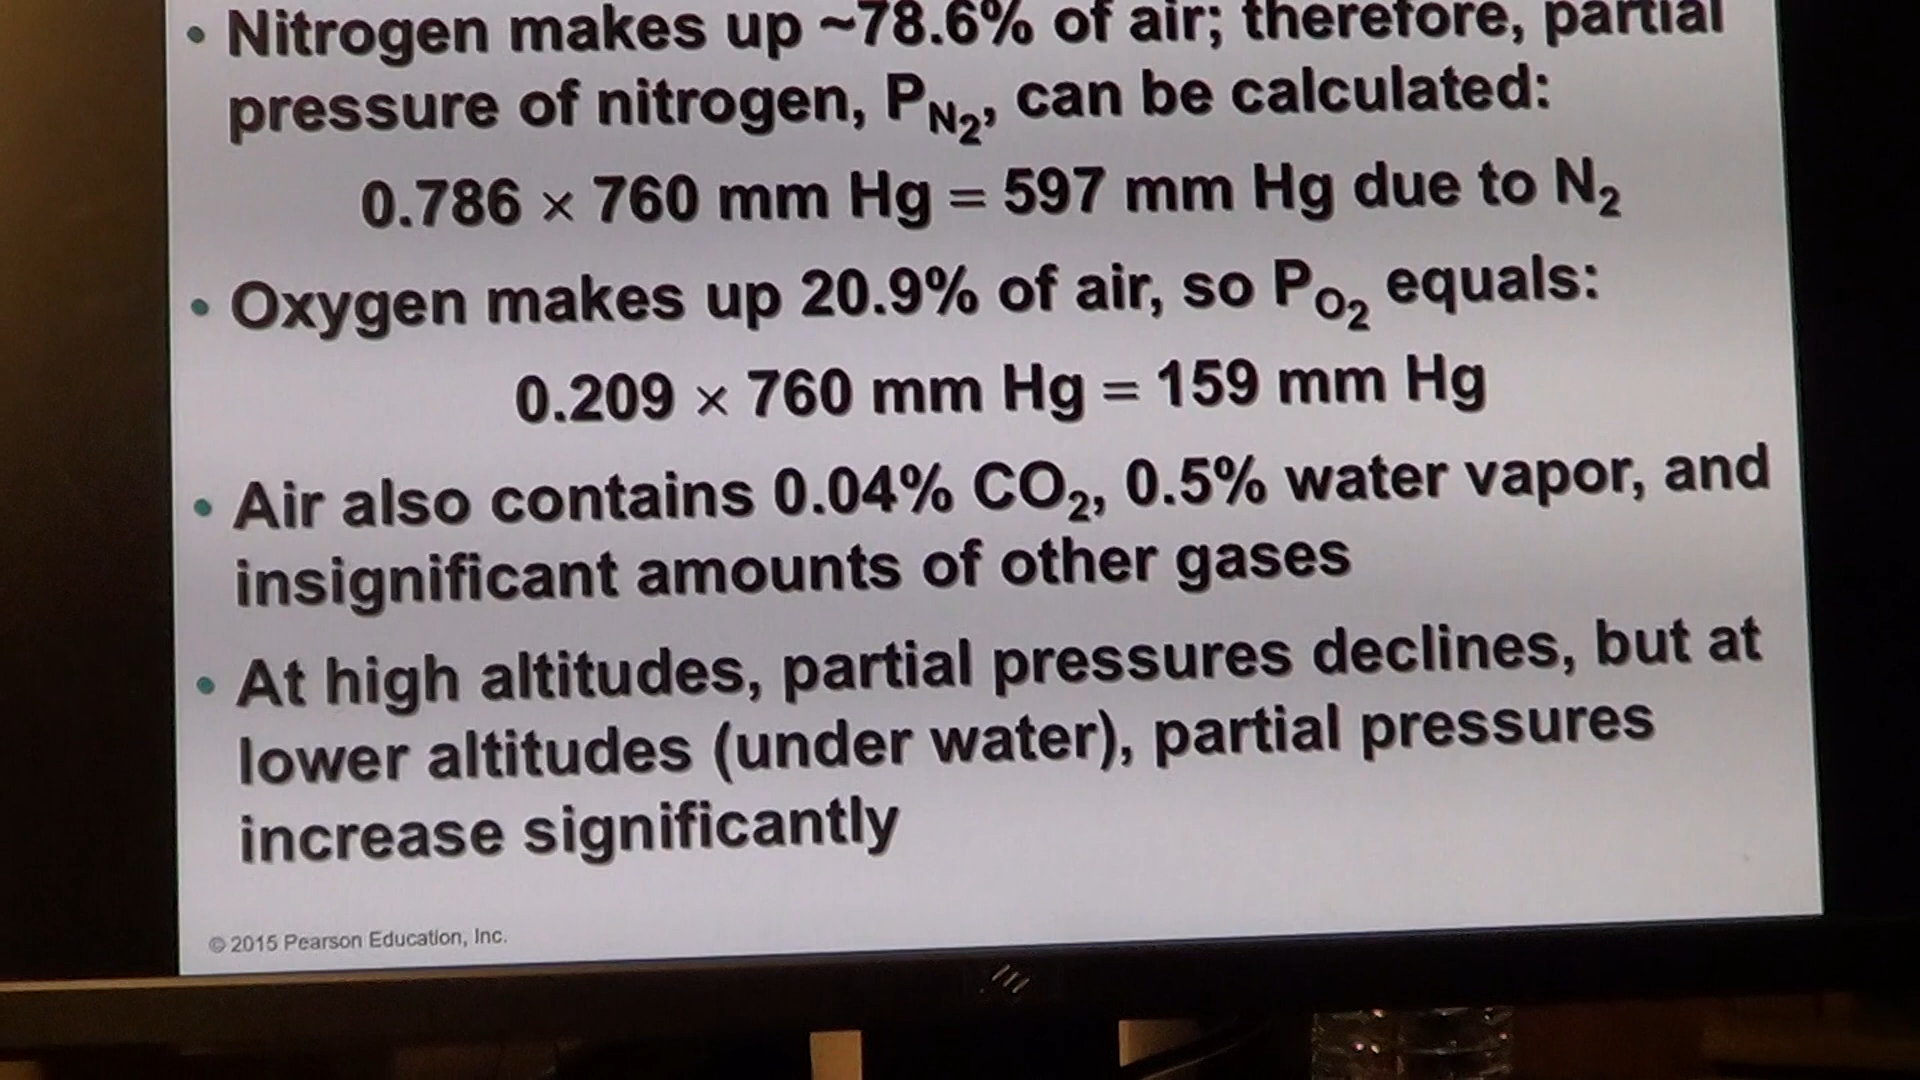 • Nitrogen makes up ~78.6% of air; therefore, partial
pressure of nitrogen, P_N₂, can be calculated:
0.786 × 760 mm Hg = 597 mm Hg due to N₂
• Oxygen makes up 20.9% of air, so P_O₂ equals:
0.209 × 760 mm Hg = 159 mm Hg
• Air also contains 0.04% CO₂, 0.5% water vapor, and
insignificant amounts of other gases
• At high altitudes, partial pressures declines, but at
lower altitudes (under water), partial pressures
increase significantly
© 2015 Pearson Education, Inc.